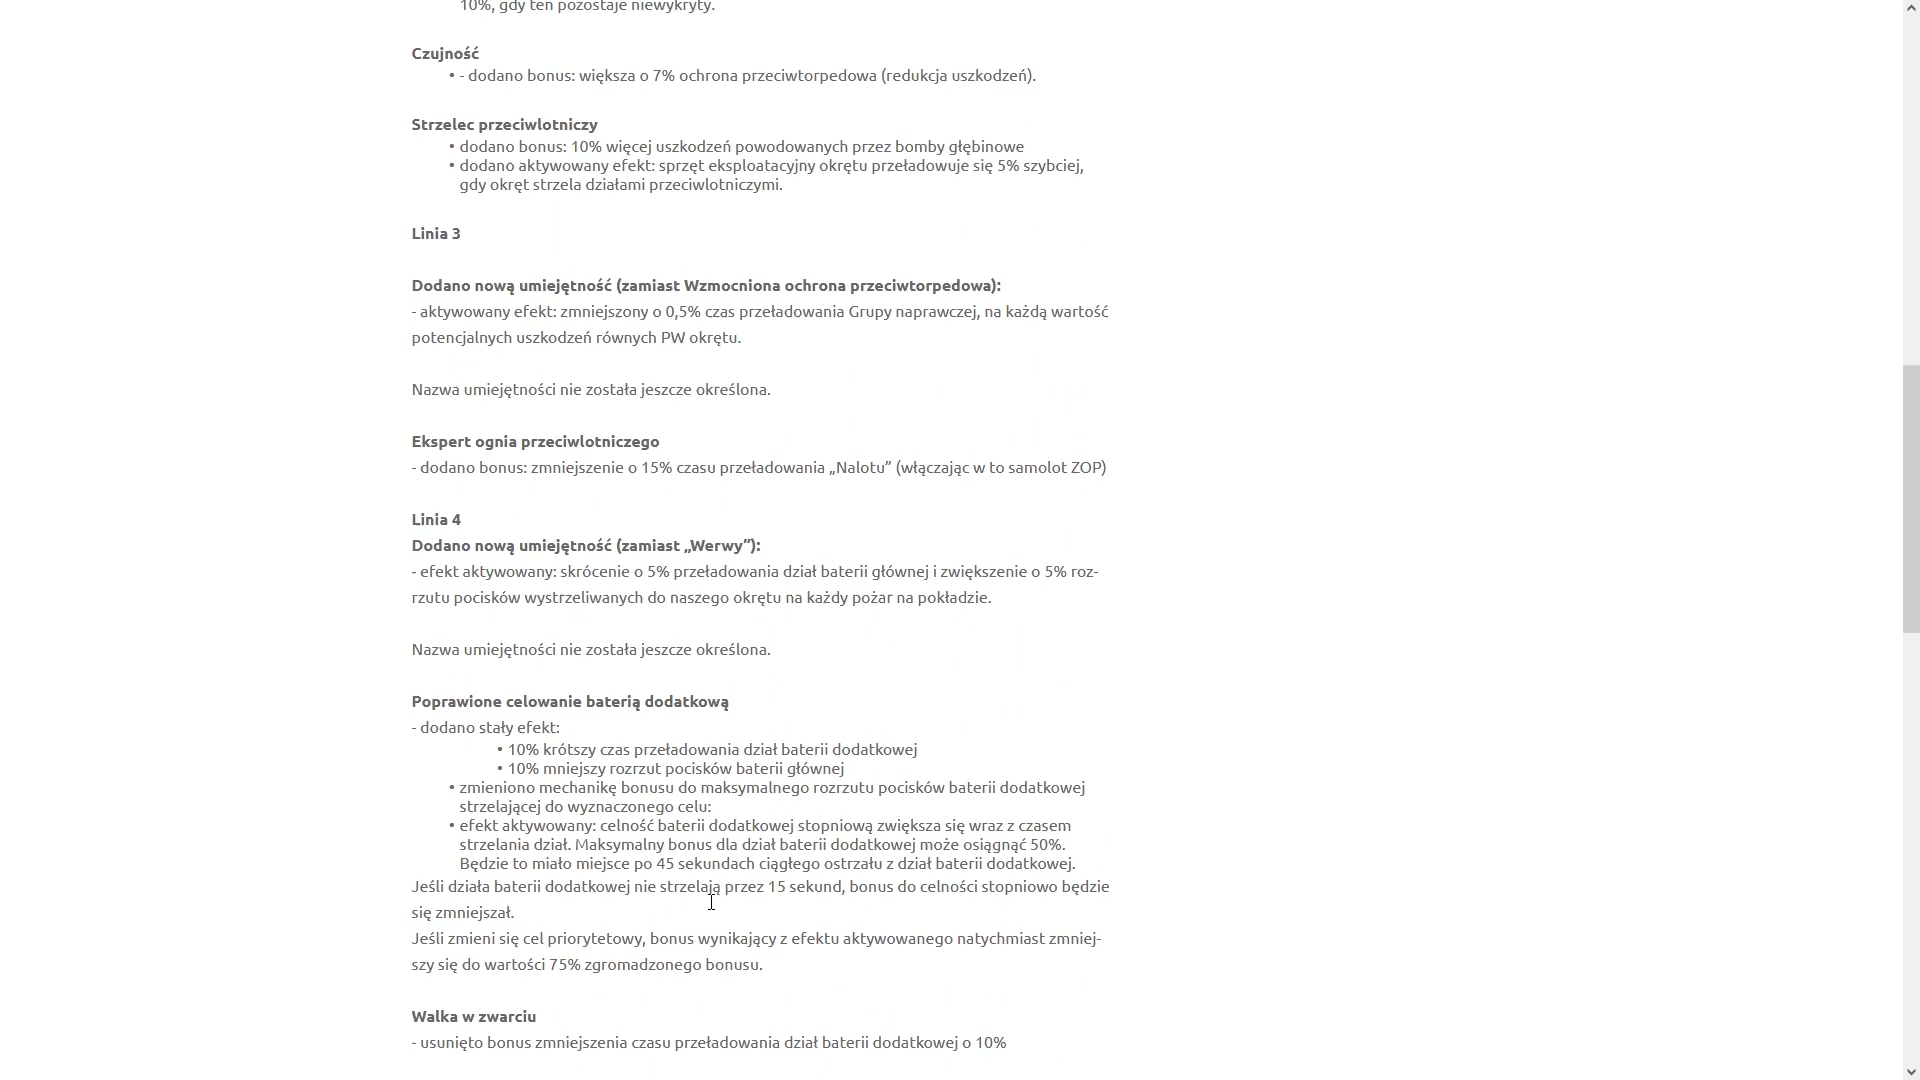 10%, gdy ten pozostaje niewykryty.
Czujność
• - dodano bonus: większa o 7% ochrona przeciwtorpedowa (redukcja uszkodzeń).
Strzelec przeciwlotniczy
• dodano bonus: 10% więcej uszkodzeń powodowanych przez bomby głębinowe
• dodano aktywowany efekt: sprzęt eksploatacyjny okrętu przeładowuje się 5% szybciej,
gdy okręt strzela działami przeciwlotniczymi.
Linia 3
Dodano nową umiejętność (zamiast Wzmocniona ochrona przeciwtorpedowa):
- aktywowany efekt: zmniejszony o 0,5% czas przeładowania Grupy naprawczej, na każdą wartość
potencjalnych uszkodzeń równych PW okrętu.
Nazwa umiejętności nie została jeszcze określona.
Ekspert ognia przeciwlotniczego
- dodano bonus: zmniejszenie o 15% czasu przeładowania „Nalotu” (włączając w to samolot ZOP)
Linia 4
Dodano nową umiejętność (zamiast „Werwy”):
- efekt aktywowany: skrócenie o 5% przeładowania dział baterii głównej i zwiększenie o 5% roz-
rzutu pocisków wystrzeliwanych do naszego okrętu na każdy pożar na pokładzie.
Nazwa umiejętności nie została jeszcze określona.
Poprawione celowanie baterią dodatkową
- dodano stały efekt:
• 10% krótszy czas przeładowania dział baterii dodatkowej
• 10% mniejszy rozrzut pocisków baterii głównej
• zmieniono mechanikę bonusu do maksymalnego rozrzutu pocisków baterii dodatkowej
strzelającej do wyznaczonego celu:
• efekt aktywowany: celność baterii dodatkowej stopniową zwiększa się wraz z czasem
strzelania dział. Maksymalny bonus dla dział baterii dodatkowej może osiągnąć 50%.
Będzie to miało miejsce po 45 sekundach ciągłego ostrzału z dział baterii dodatkowej.
Jeśli działa baterii dodatkowej nie strzelają przez 15 sekund, bonus do celności stopniowo będzie
się zmniejszał.
Jeśli zmieni się cel priorytetowy, bonus wynikający z efektu aktywowanego natychmiast zmniej-
szy się do wartości 75% zgromadzonego bonusu.
Walka w zwarciu
- usunięto bonus zmniejszenia czasu przeładowania dział baterii dodatkowej o 10%